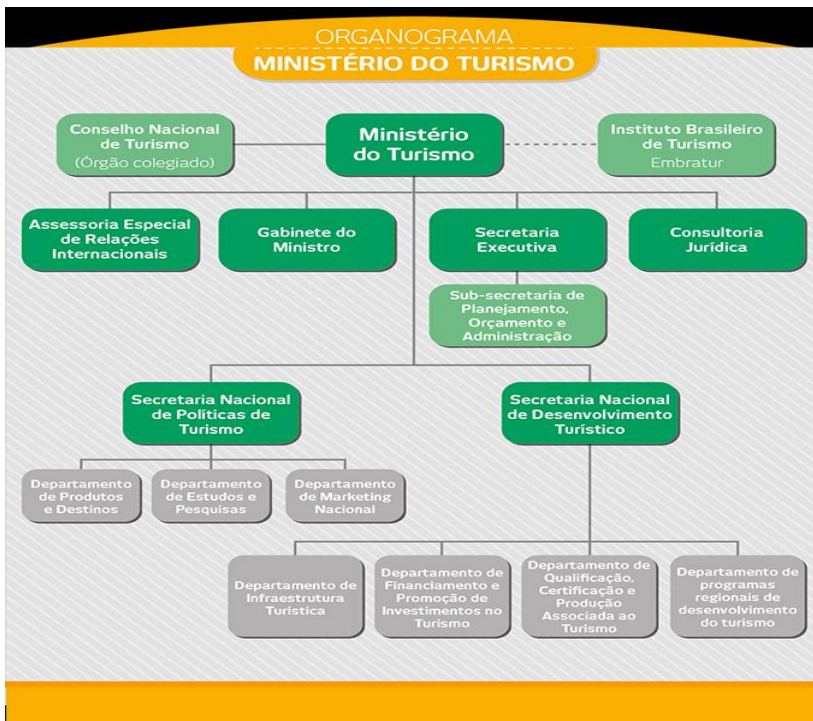 ORGANOGRAMA
MINISTÉRIO DO TURISMO
Conselho Nacional
de Turismo
(Órgão colegiado)
Ministério
do Turismo
Instituto Brasileiro
de Turismo
Embratur
Assessoria Especial
de Relações
Internacionais
Gabinete do
Ministro
Secretaria
Executiva
Consultoria
Jurídica
Sub-secretaria de
Planejamento,
Orçamento e
Administração
Secretaria Nacional
de Políticas de
Turismo
Secretaria Nacional
de Desenvolvimento
Turístico
Departamento
de Produtos
e Destinos
Departamento
de Estudos e
Pesquisas
Departamento
de Marketing
Nacional
Departamento de
Infraestrutura
Turistica
Departamento de
Financiamento e
Promoção de
Investimentos no
Turismo
Departamento de
Qualificação,
Certificação e
Produção
Associada ao
Turismo
Departamento de
programas
regionais de
desenvolvimento
do turismo